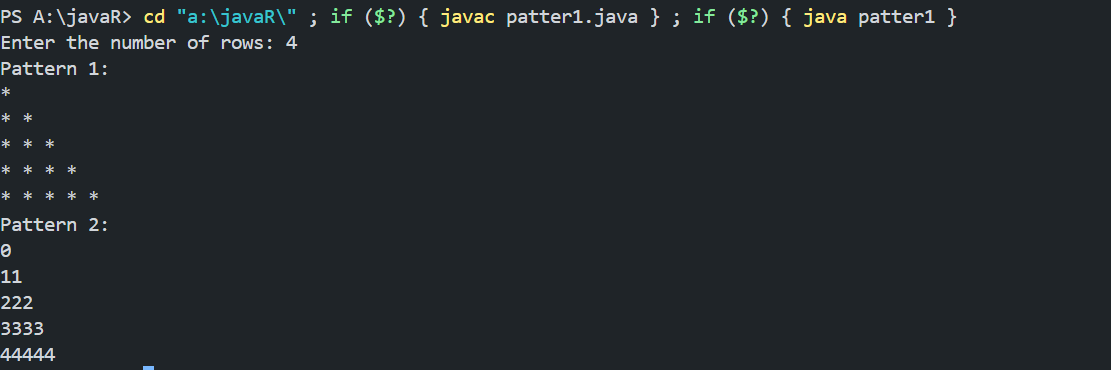 PS A:\javaR> cd "a:\javaR\" ; if ($?) { javac patter1.java } ; if ($?) { java patter1 }
Enter the number of rows: 4
Pattern 1:
*
* *
* * *
* * * *
* * * * *
Pattern 2:
0
11
222
3333
44444